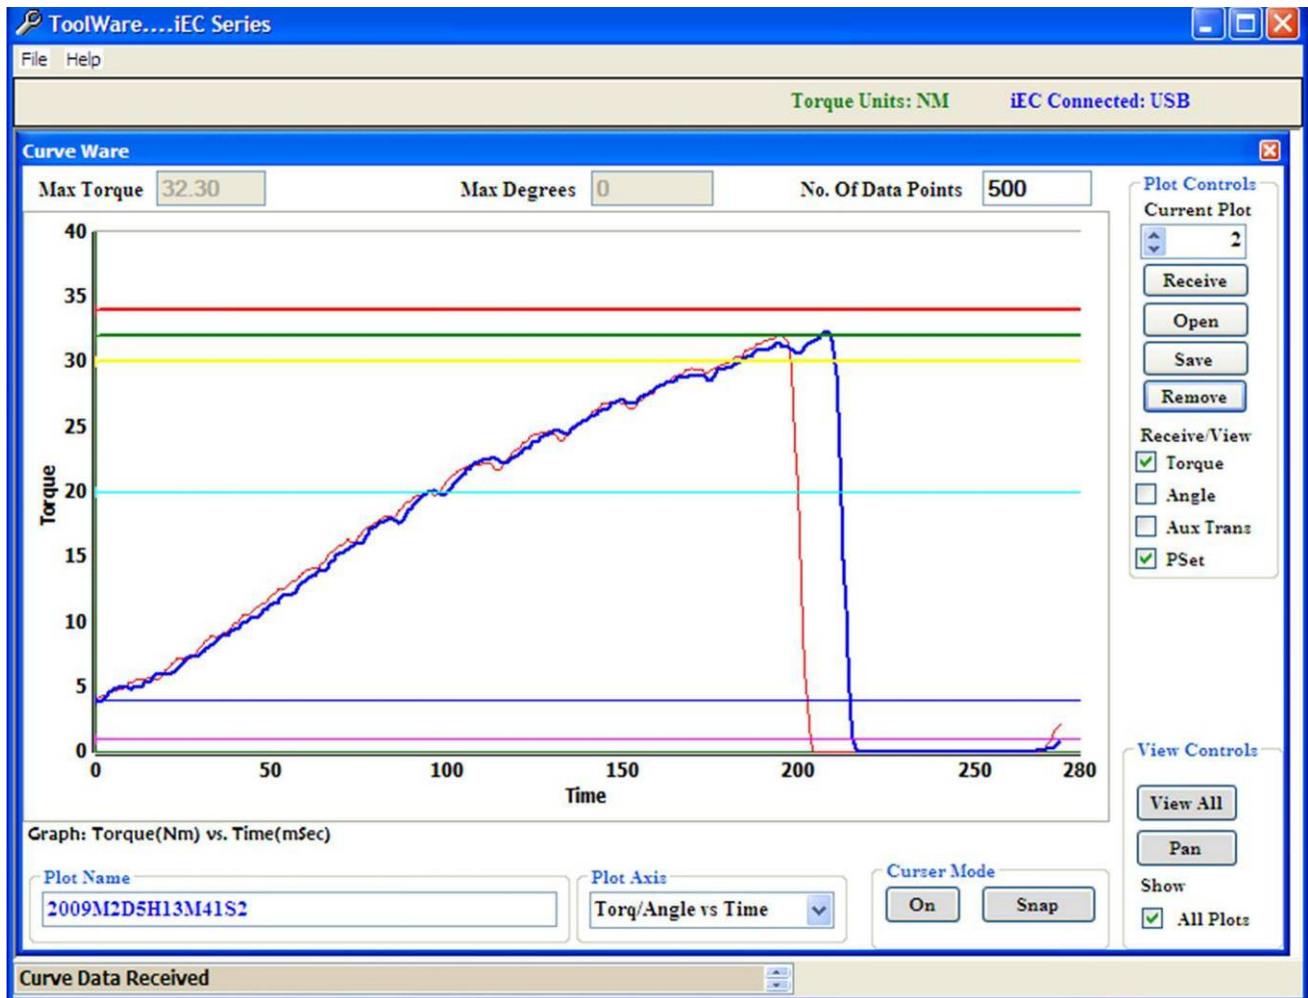 ToolWare....iEC Series
File Help
Torque Units: NM iEC Connected: USB
Curve Ware
Max Torque 32.30 Max Degrees 0 No. Of Data Points 500
Plot Controls
Current Plot
2
Receive
Open
Save
Remove
Receive/View
Torque
Angle
Aux Trans
PSet
40
35
30
25
20
15
10
5
0
Torque
0 50 100 150 200 250 280
Time
Graph: Torque(Nm) vs. Time(mSec)
View Controls
View All
Pan
Show
All Plots
Plot Name
2009M2D5H13M41S2
Plot Axis
Torq/Angle vs Time
Curser Mode
On Snap
Curve Data Received